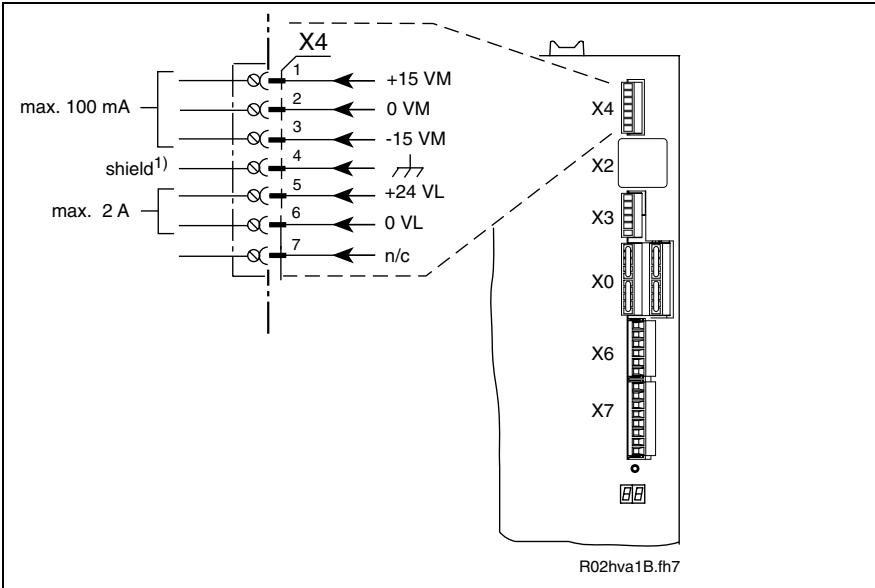 X4
1 +15 VM
max. 100 mA 2 0 VM
3 -15 VM
shield1) 4
5 +24 VL
max. 2 A 6 0 VL
7 n/c
X4
X2
X3
X0
X6
X7
R02hva1B.fh7